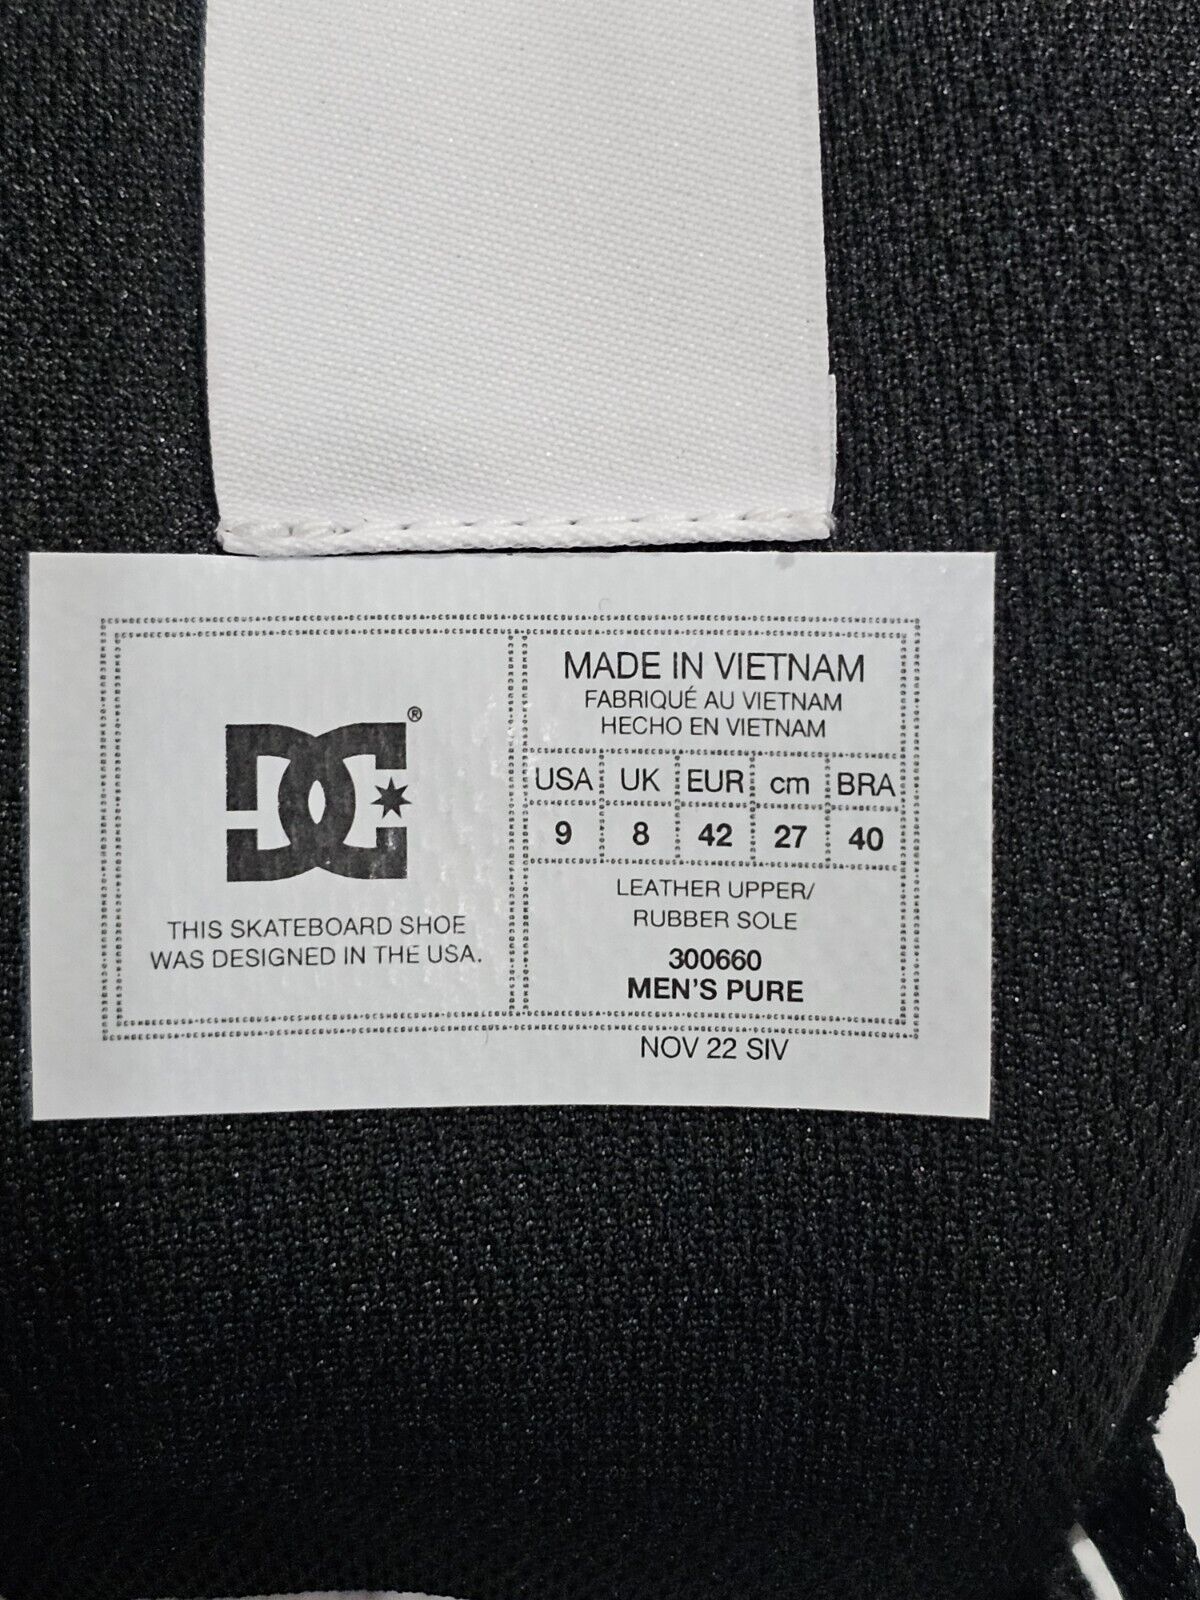 DC®
THIS SKATEBOARD SHOE
WAS DESIGNED IN THE USA.
MADE IN VIETNAM
FABRIQUÉ AU VIETNAM
HECHO EN VIETNAM
USA UK EUR cm BRA
9 8 42 27 40
LEATHER UPPER/
RUBBER SOLE
300660
MEN'S PURE
NOV 22 SIV